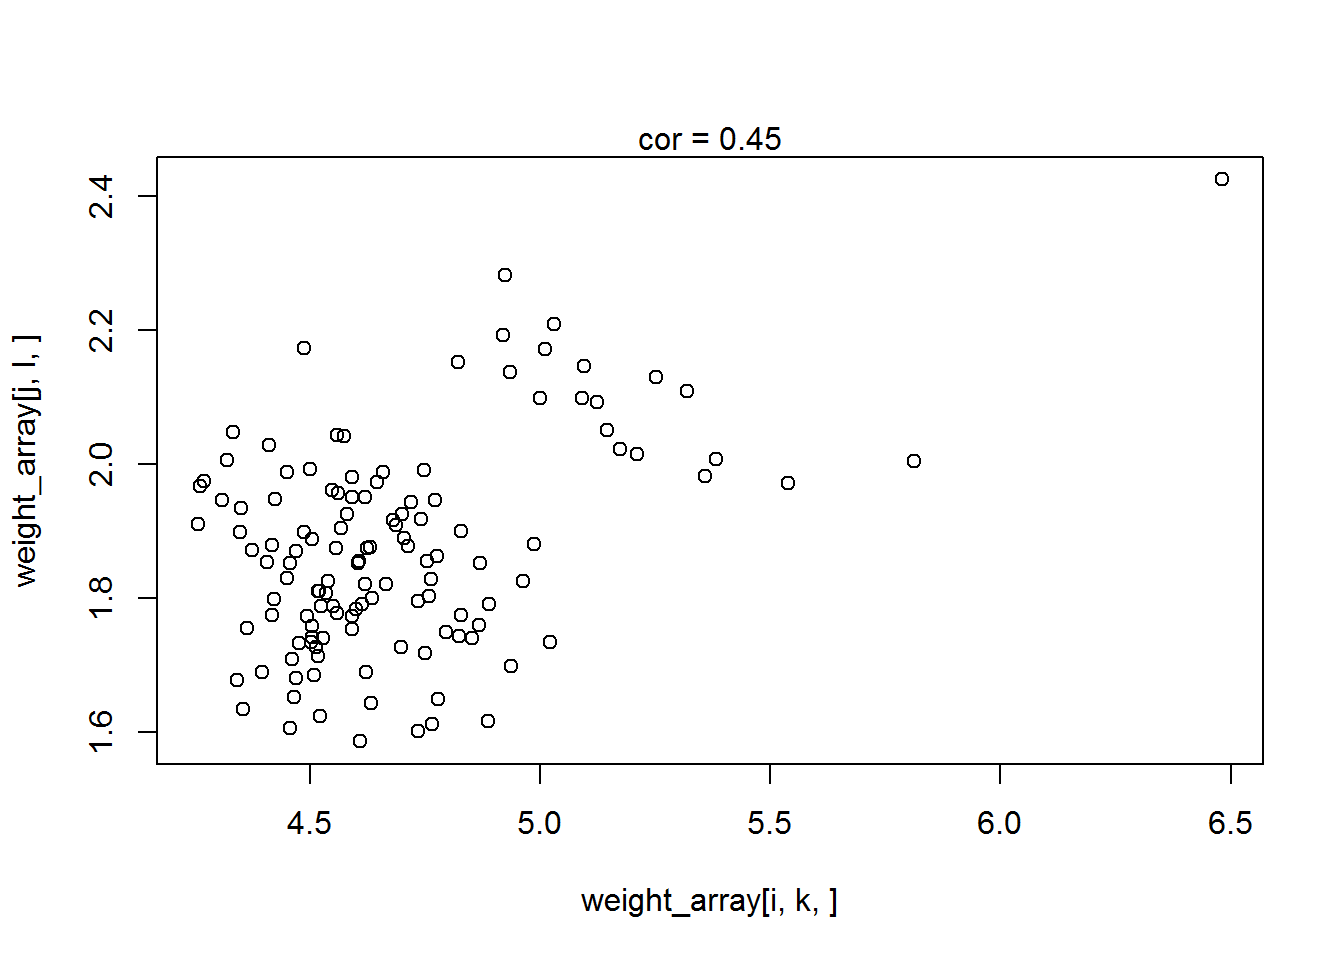 cor = 0.45
weight_array[j, l, ]
2.4
2.2
2.0
1.8
1.6
4.5 5.0 5.5 6.0 6.5
weight_array[i, k, ]